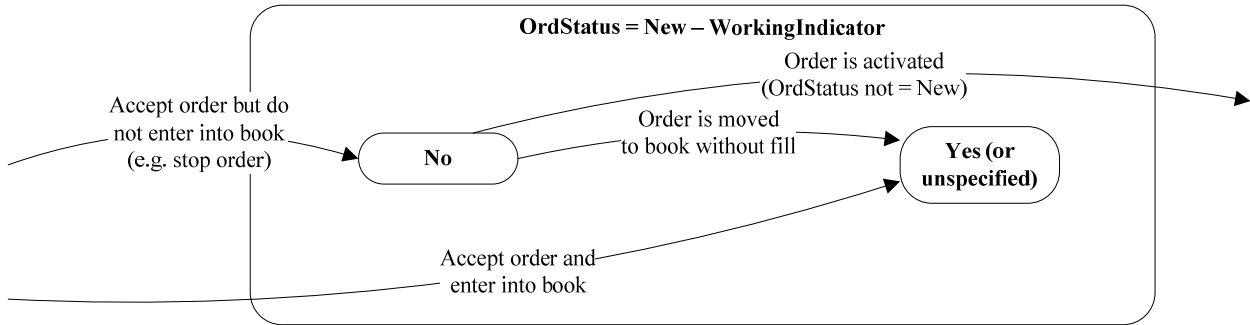 OrdStatus = New – WorkingIndicator
Order is activated
(OrdStatus not = New)
Accept order but do
not enter into book
(e.g. stop order)
Order is moved
to book without fill
No
Yes (or
unspecified)
Accept order and
enter into book